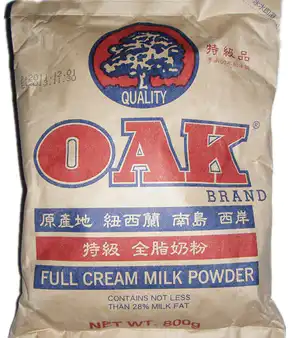 特級品
QUALITY
OAK®
BRAND
原產地 紐西蘭 南島 西岸
特級 全脂奶粉
FULL CREAM MILK POWDER
CONTAINS NOT LESS
THAN 28% MILK FAT
NET WT. 800g